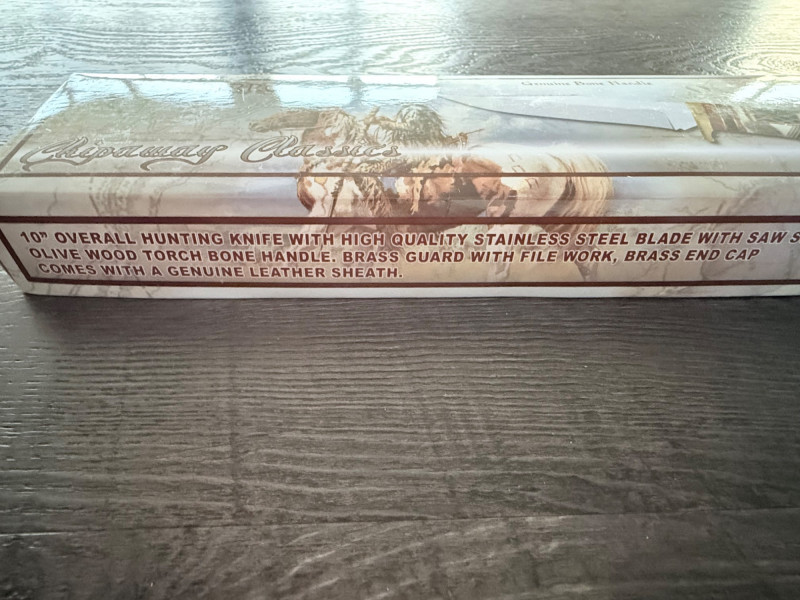 Genuine Bone Handle
Chipaway Classics
10" OVERALL HUNTING KNIFE WITH HIGH QUALITY STAINLESS STEEL BLADE WITH SAW S
OLIVE WOOD TORCH BONE HANDLE. BRASS GUARD WITH FILE WORK, BRASS END CAP
COMES WITH A GENUINE LEATHER SHEATH.